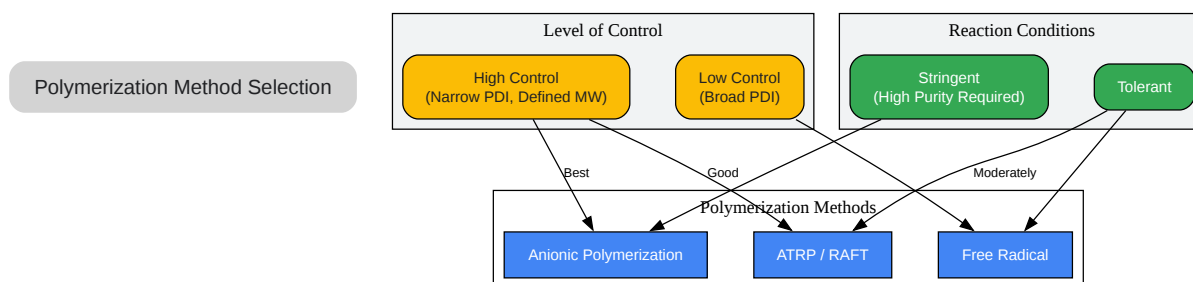 Polymerization Method Selection
Level of Control
High Control
(Narrow PDI, Defined MW)
Low Control
(Broad PDI)
Reaction Conditions
Stringent
(High Purity Required)
Tolerant
Best
Good
Moderately
Polymerization Methods
Anionic Polymerization
ATRP / RAFT
Free Radical